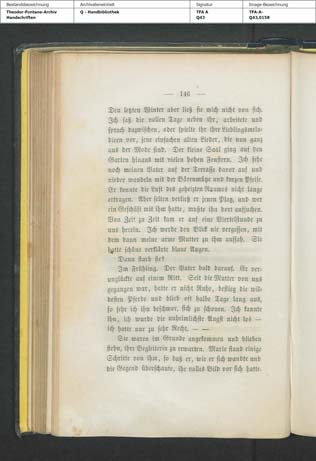 Bestandsbezeichnung
Archivaleneinheit
Signatur
Image-Bezeichnung
Theodor-Fontane-Archiv
Handschriften
Q - Handbibliothek
TFA A
Q43
TFA-A-
Q43,0158
— 146 —
Den letzten Winter aber ließ sie mich nicht von sich.
Ich saß die vollen Tage neben ihr, arbeitete und
sprach dazwischen, oder spielte ihr ihre Lieblingsmelo-
dieen vor, jene einfachen alten Lieder, die nun ganz
aus der Mode sind. Der kleine Saal ging auf den
Garten hinaus mit vielen hohen Fenstern. Ich sehe
noch meinen Vater auf der Terrasse davor auf und
nieder wandeln mit der Bärenmütze und kurzen Pfeife.
Er konnte die Luft des geheizten Raumes nicht lange
ertragen. Aber selten verließ er jenen Platz, und wer
ein Geschäft mit ihm hatte, mußte ihn dort aufsuchen.
Von Zeit zu Zeit kam er auf eine Viertelstunde zu
uns herein. Ich werde den Blick nie vergessen, mit
dem dann meine arme Mutter zu ihm aufsah. Sie
hatte schöne verklärte blaue Augen.
Dann starb sie?
Im Frühling. Der Vater bald darauf. Er ver-
unglückte auf einem Ritt. Seit die Mutter von uns
gegangen war, hatte er nicht Ruhe, bestieg die wil-
desten Pferde und blieb oft halbe Tage lang aus,
so sehr ich ihn beschwor, sich zu schonen. Ich kannte
ihn, ich wurde die unheimlichste Angst nicht los —
ich hatte nur zu sehr Recht. — —
Sie waren im Grunde angekommen und blieben
stehn, ihre Begleiterin zu erwarten. Marie stand einige
Schritte von ihm, so daß er, wie er sich wandte und
die Gegend überschaute, ihr volles Bild vor sich hatte.